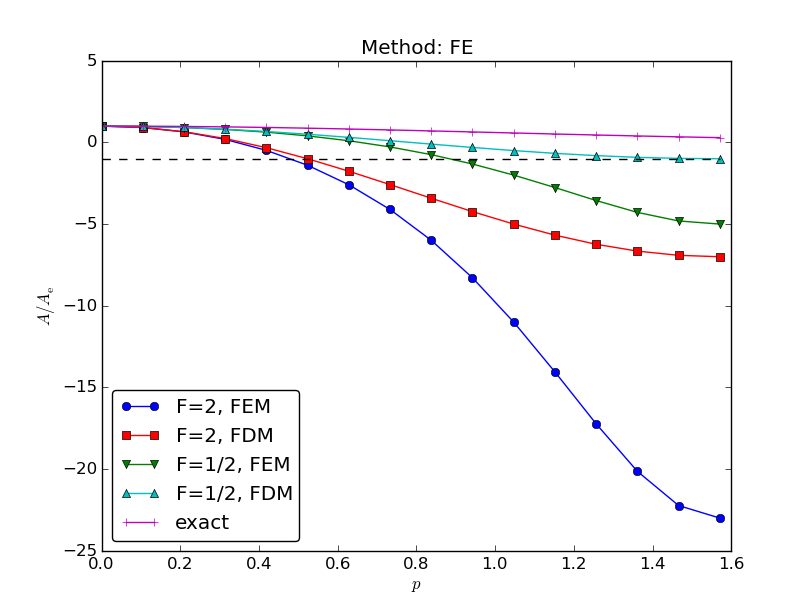 Method: FE
5
0
−5
−10
−15
−20
−25
A/A_e
F=2, FEM
F=2, FDM
F=1/2, FEM
F=1/2, FDM
exact
0.0 0.2 0.4 0.6 0.8 1.0 1.2 1.4 1.6
p